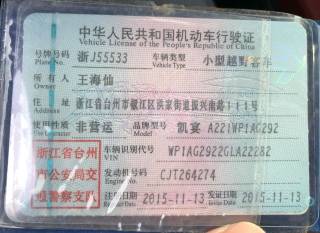 中华人民共和国机动车行驶证
Vehicle License of the People's Republic of China
号牌号码 浙J55533 车辆类型 小型越野客车
Plate No. Vehicle Type
所有人 王海仙
Owner
住址 浙江省台州市椒江区洪家街道振兴南路111号
Address
使用性质 非营运 品牌型号 凯宴 A221WP1AG292
Use Character Model
浙江省台州市公安局交通警察支队
车辆识别代号 WP1AG2922GLA22282
VIN
发动机号码 CJT264274
Engine No.
注册日期 2015-11-13 发证日期 2015-11-13
Register Date Issue Date